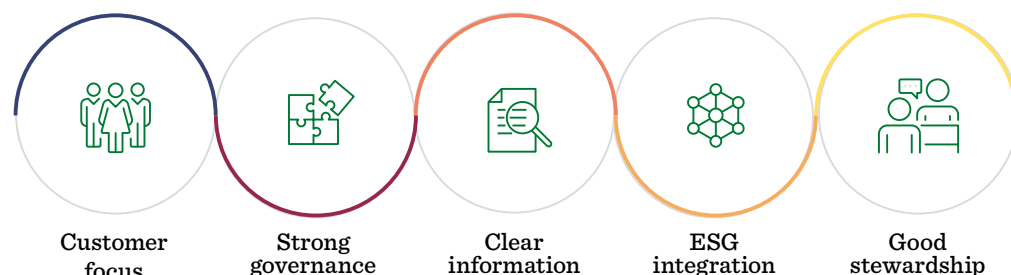 Customer
focus
Strong
governance
Clear
information
ESG
integration
Good
stewardship